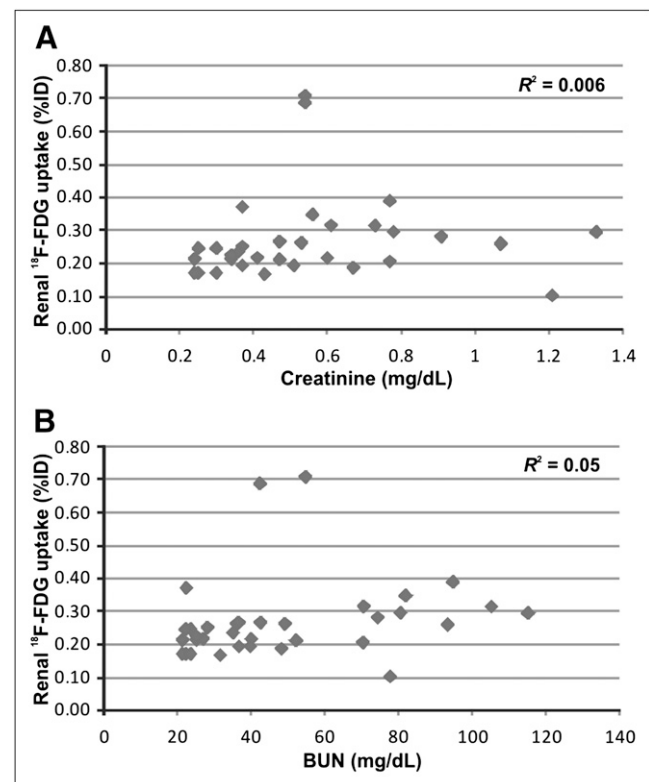 A
0.80
0.70
0.60
0.50
0.40
0.30
0.20
0.10
0.00
Renal ¹⁸F-FDG uptake (%ID)
R² = 0.006
0 0.2 0.4 0.6 0.8 1 1.2 1.4
Creatinine (mg/dL)
B
0.80
0.70
0.60
0.50
0.40
0.30
0.20
0.10
0.00
Renal ¹⁸F-FDG uptake (%ID)
R² = 0.05
0 20 40 60 80 100 120 140
BUN (mg/dL)